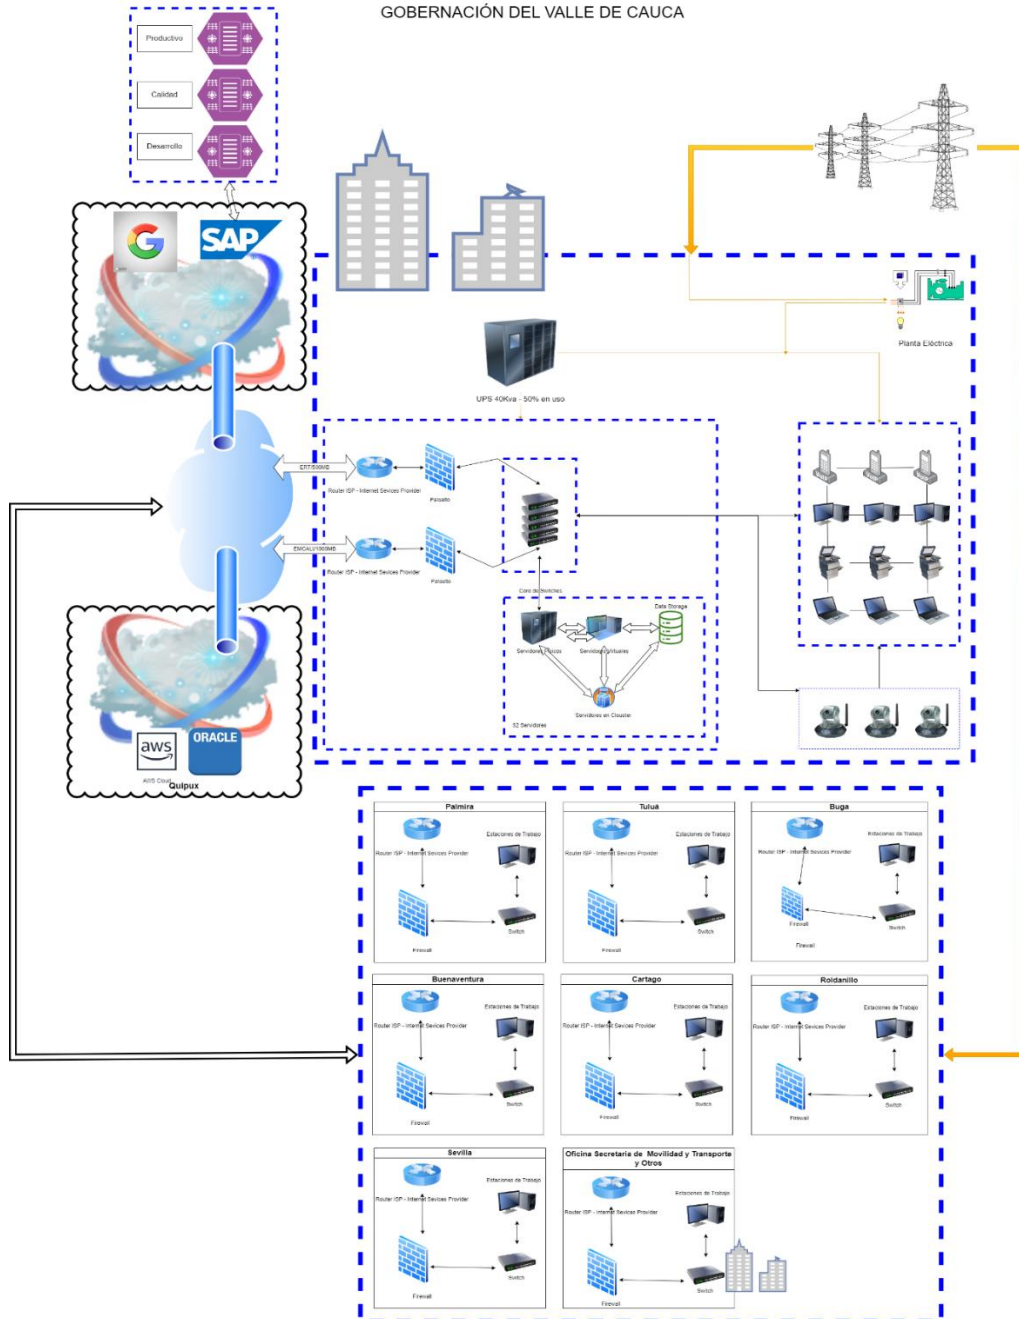 GOBERNACIÓN DEL VALLE DE CAUCA
Productivo
Calidad
Desarrollo
G
SAP
Planta Eléctrica
UPS 40Kva - 50% en uso
ERT/500MB
Router ISP - Internet Sevices Provider
Paloalto
EMCALI/1000MB
Router ISP - Internet Sevices Provider
Paloalto
Core de Switches
Data Storage
Servidores Físicos
Servidores Virtuales
Servidores en Clouster
52 Servidores
aws
ORACLE
AWS Cloud
Quipux
Palmira
Estaciones de Trabajo
Router ISP - Internet Sevices Provider
Switch
Firewall
Tuluá
Estaciones de Trabajo
Router ISP - Internet Sevices Provider
Switch
Firewall
Buga
Estaciones de Trabajo
Router ISP - Internet Sevices Provider
Firewall
Switch
Firewall
Buenaventura
Estaciones de Trabajo
Router ISP - Internet Sevices Provider
Switch
Firewall
Cartago
Estaciones de Trabajo
Router ISP - Internet Sevices Provider
Switch
Firewall
Roldanillo
Estaciones de Trabajo
Router ISP - Internet Sevices Provider
Switch
Firewall
Sevilla
Estaciones de Trabajo
Router ISP - Internet Sevices Provider
Switch
Firewall
Oficina Secretaria de Movilidad y Transporte
y Otros
Estaciones de Trabajo
Router ISP - Internet Sevices Provider
Switch
Firewall